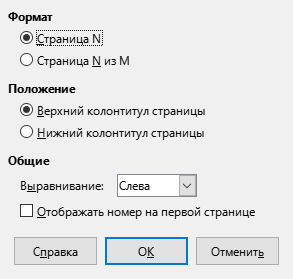 Формат
Страница N
Страница N из M
Положение
Верхний колонтитул страницы
Нижний колонтитул страницы
Общие
Выравнивание: Слева
Отображать номер на первой странице
Справка ОК Отменить